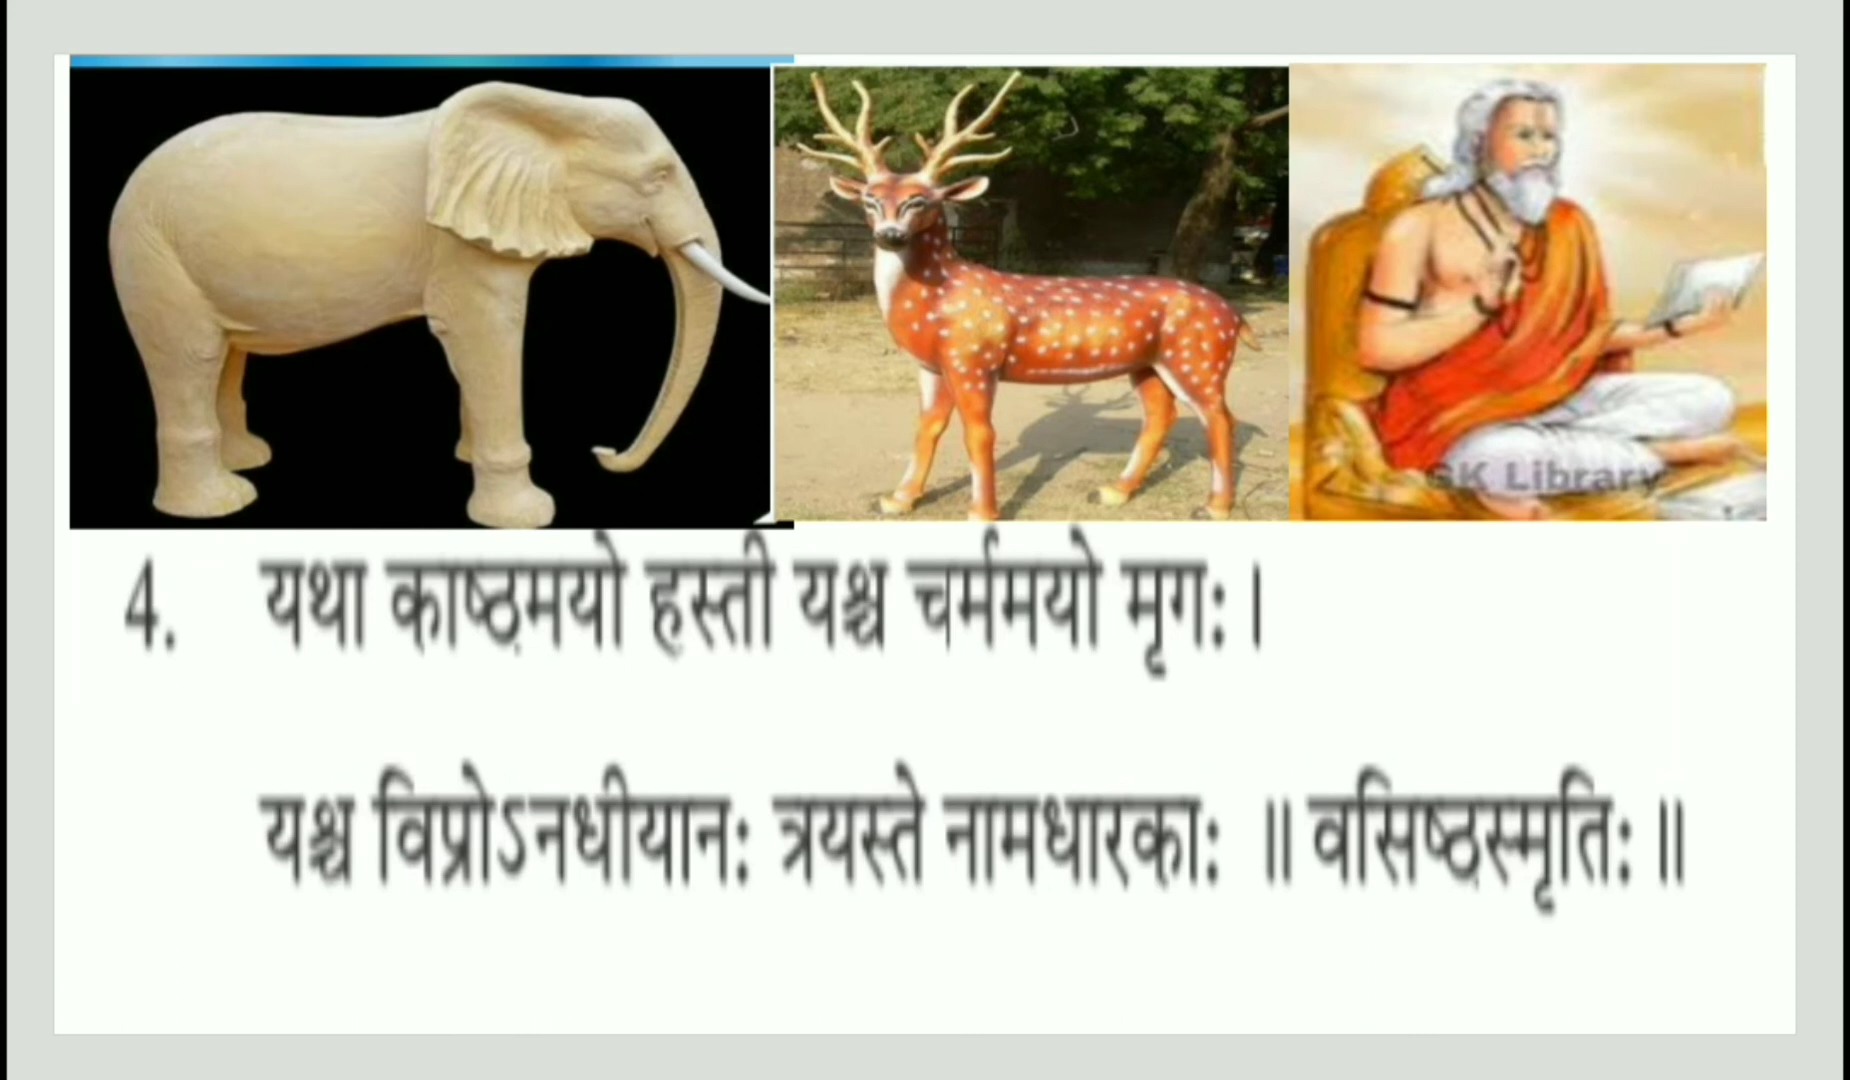 GK Library
4. यथा काष्ठमयो हस्ती यश्च चर्ममयो मृगः ।
यश्च विप्रोऽनधीयानः त्रयस्ते नामधारकाः ॥ वसिष्ठस्मृतिः ॥